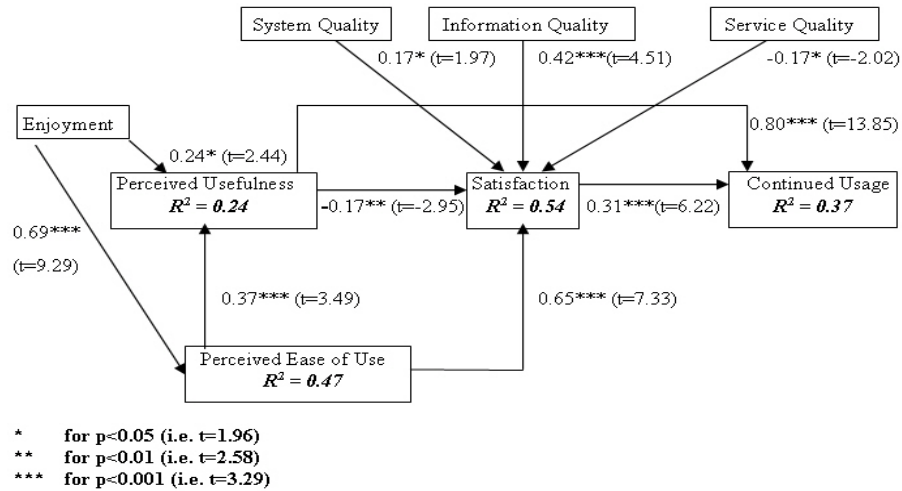 System Quality
Information Quality
Service Quality
0.17* (t=1.97)
0.42***(t=4.51)
-0.17* (t=-2.02)
Enjoyment
0.80*** (t=13.85)
0.24* (t=2.44)
Perceived Usefulness
R² = 0.24
Satisfaction
R² = 0.54
Continued Usage
R² = 0.37
-0.17** (t=-2.95)
0.31***(t=6.22)
0.69***
(t=9.29)
0.37*** (t=3.49)
0.65*** (t=7.33)
Perceived Ease of Use
R² = 0.47
* for p<0.05 (i.e. t=1.96)
** for p<0.01 (i.e. t=2.58)
*** for p<0.001 (i.e. t=3.29)